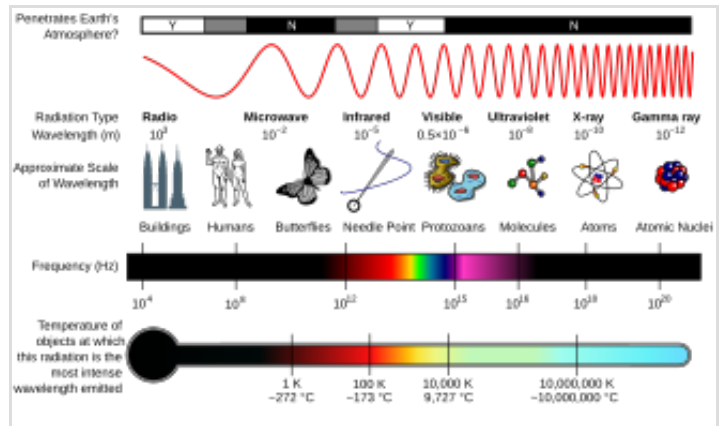 Penetrates Earth's
Atmosphere?
Y N Y N
Radiation Type Radio Microwave Infrared Visible Ultraviolet X-ray Gamma ray
Wavelength (m) 10³ 10⁻² 10⁻⁵ 0.5×10⁻⁶ 10⁻⁸ 10⁻¹⁰ 10⁻¹²
Approximate Scale
of Wavelength
Buildings Humans Butterflies Needle Point Protozoans Molecules Atoms Atomic Nuclei
Frequency (Hz)
10⁴ 10⁸ 10¹² 10¹⁵ 10¹⁶ 10¹⁸ 10²⁰
Temperature of
objects at which
this radiation is the
most intense
wavelength emitted
1 K 100 K 10,000 K 10,000,000 K
−272 °C −173 °C 9,727 °C ~10,000,000 °C